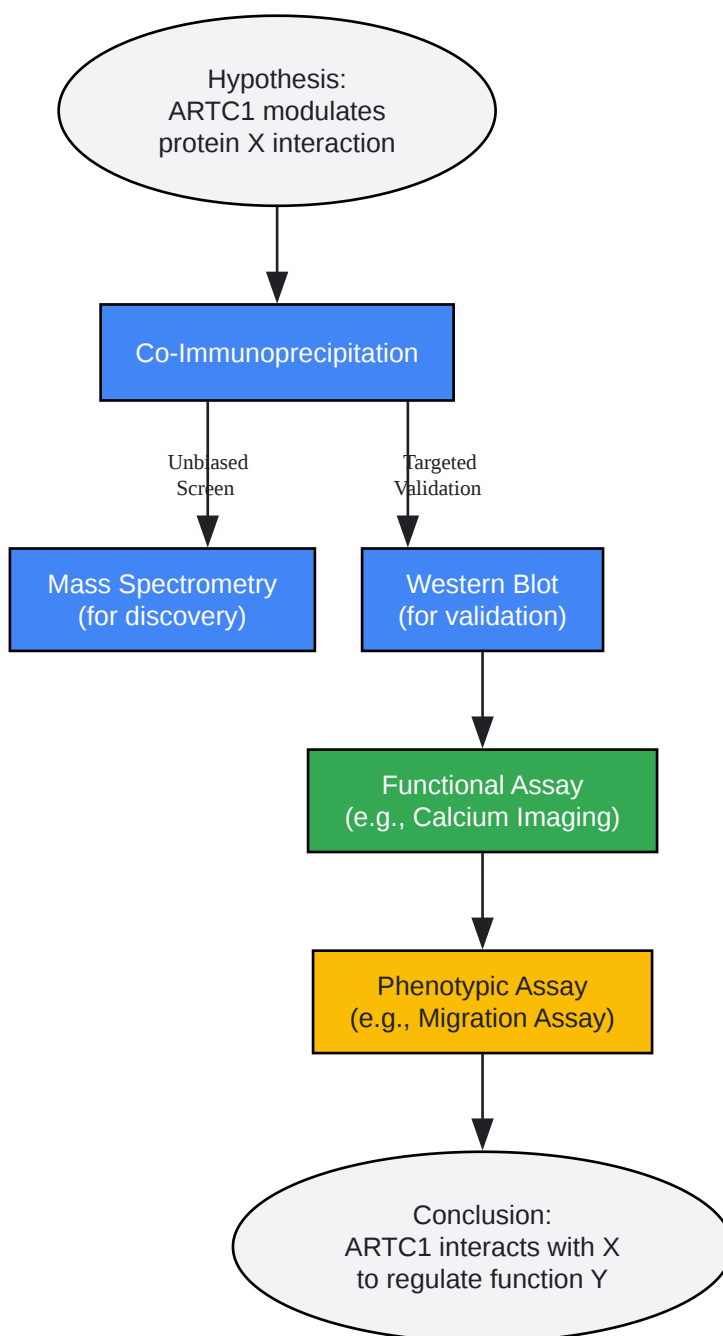 Hypothesis:
ARTC1 modulates
protein X interaction
Co-Immunoprecipitation
Unbiased
Screen
Targeted
Validation
Mass Spectrometry
(for discovery)
Western Blot
(for validation)
Functional Assay
(e.g., Calcium Imaging)
Phenotypic Assay
(e.g., Migration Assay)
Conclusion:
ARTC1 interacts with X
to regulate function Y